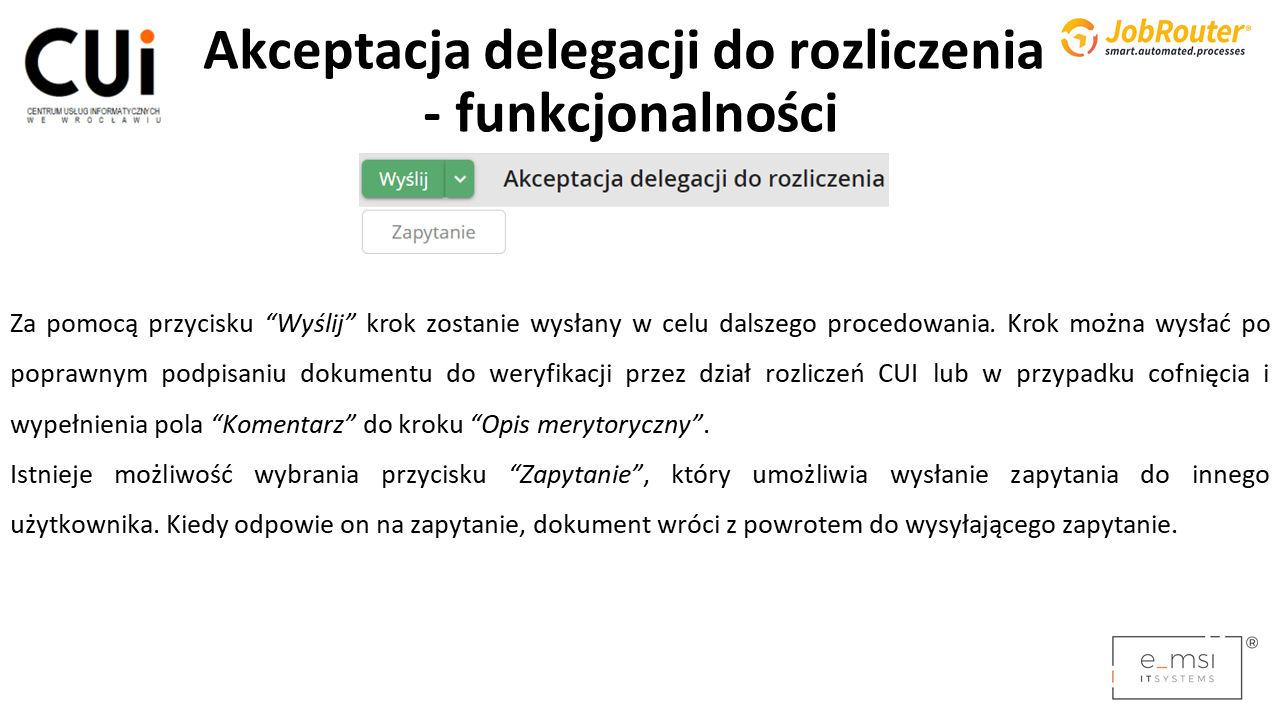 CUi
CENTRUM USŁUG INFORMATYCZNYCH
WE WROCŁAWIU
Akceptacja delegacji do rozliczenia
- funkcjonalności
JobRouter®
smart.automated.processes
Wyślij
Akceptacja delegacji do rozliczenia
Zapytanie
Za pomocą przycisku “Wyślij” krok zostanie wysłany w celu dalszego procedowania. Krok można wysłać po
poprawnym podpisaniu dokumentu do weryfikacji przez dział rozliczeń CUI lub w przypadku cofnięcia i
wypełnienia pola “Komentarz” do kroku “Opis merytoryczny”.
Istnieje możliwość wybrania przycisku “Zapytanie”, który umożliwia wysłanie zapytania do innego
użytkownika. Kiedy odpowie on na zapytanie, dokument wróci z powrotem do wysyłającego zapytanie.
e_msi ®
ITSYSTEMS